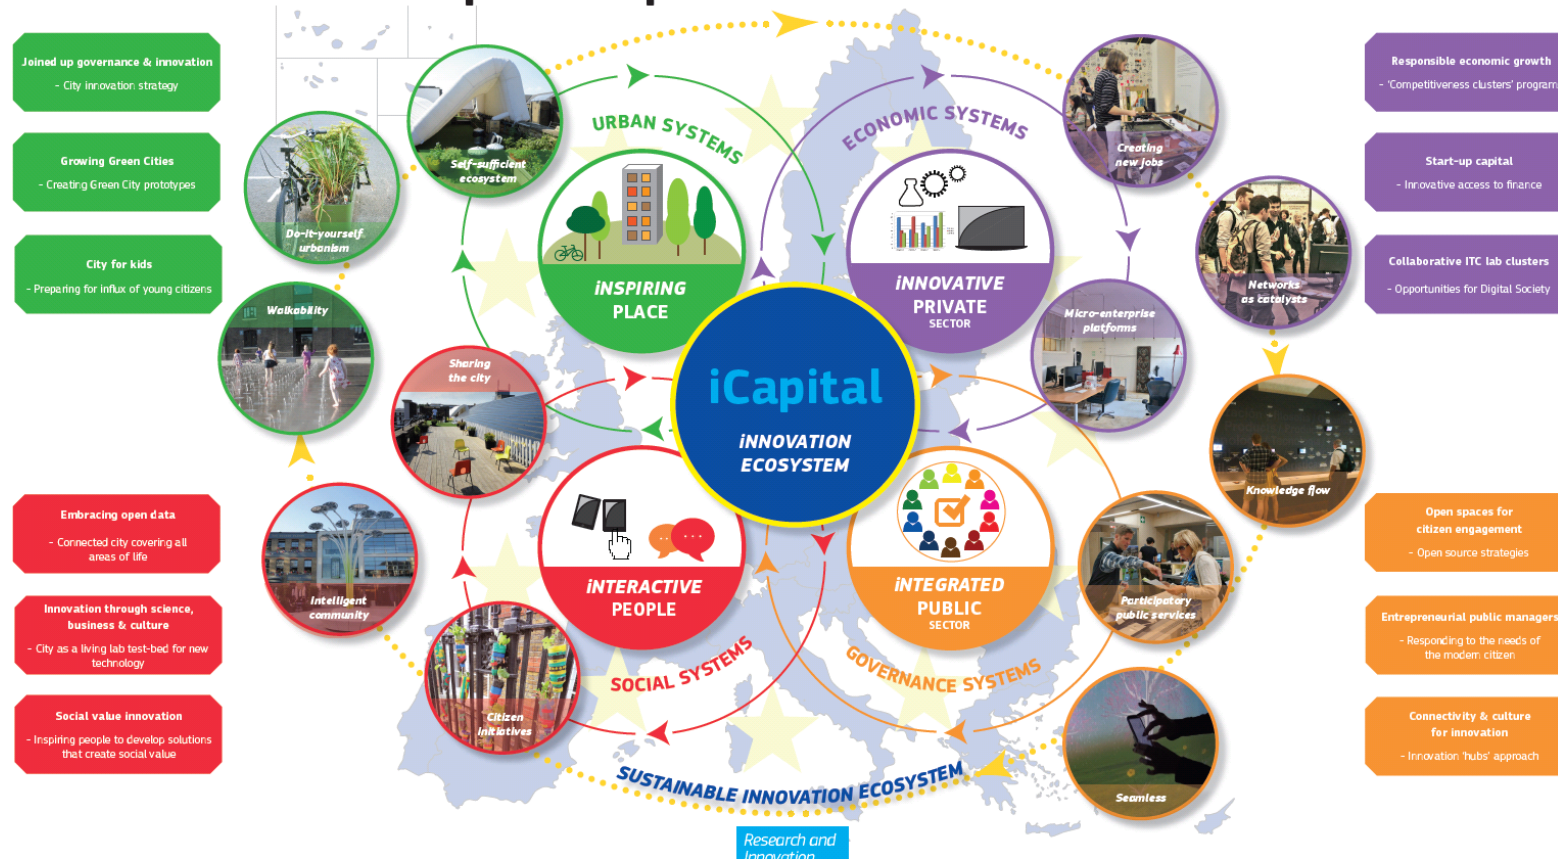 Joined up governance & innovation
- City innovation strategy
Growing Green Cities
- Creating Green City prototypes
City for kids
- Preparing for influx of young citizens
Embracing open data
- Connected city covering all
areas of life
Innovation through science,
business & culture
- City as a living lab test-bed for new
technology
Social value innovation
- Inspiring people to develop solutions
that create social value
Self-sufficient
ecosystem
Do-it-yourself
urbanism
Walkability
Sharing
the city
Intelligent
community
Citizen
initiatives
URBAN SYSTEMS
iNSPIRING
PLACE
ECONOMIC SYSTEMS
iNNOVATIVE
PRIVATE
SECTOR
iCapital
iNNOVATION
ECOSYSTEM
iNTERACTIVE
PEOPLE
SOCIAL SYSTEMS
iNTEGRATED
PUBLIC
SECTOR
GOVERNANCE SYSTEMS
SUSTAINABLE INNOVATION ECOSYSTEM
Research and
Innovation
Creating
new jobs
Networks
as catalysts
Micro-enterprise
platforms
Knowledge flow
Participatory
public services
Seamless
Responsible economic growth
- 'Competitiveness clusters' program
Start-up capital
- Innovative access to finance
Collaborative ITC lab clusters
- Opportunities for Digital Society
Open spaces for
citizen engagement
- Open source strategies
Entrepreneurial public managers
- Responding to the needs of
the modern citizen
Connectivity & culture
for innovation
- Innovation 'hubs' approach